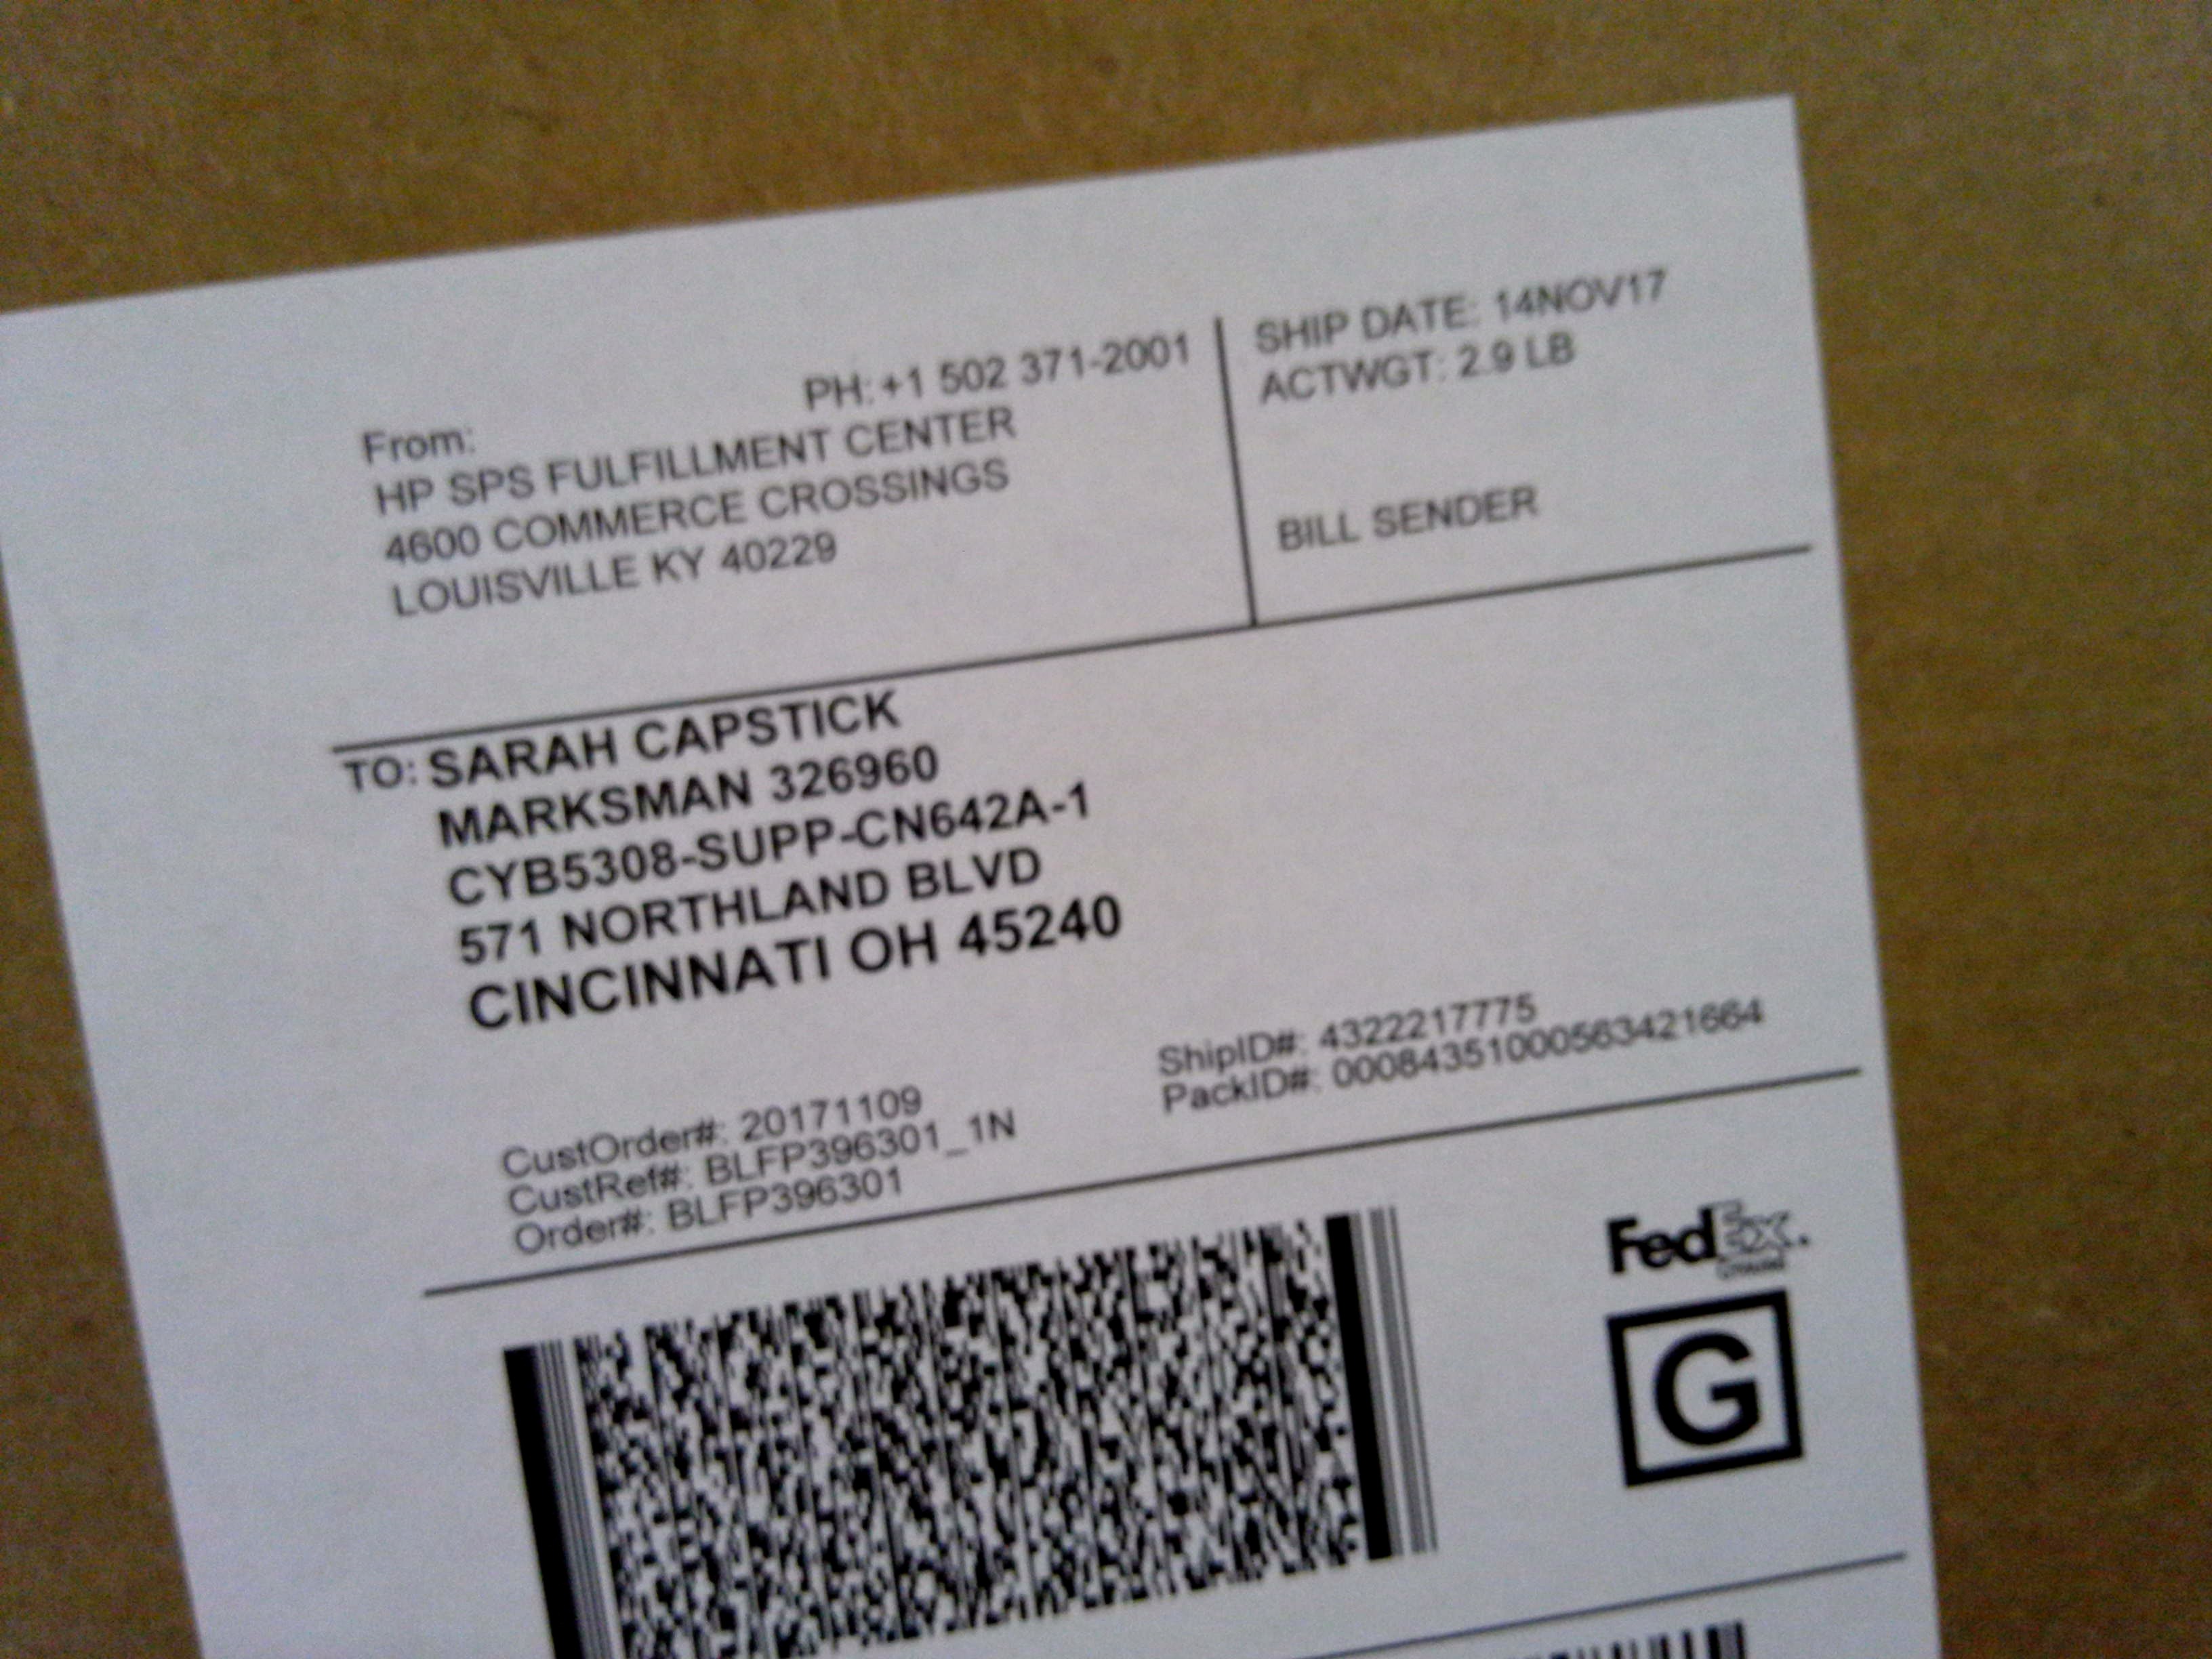 PH: +1 502 371-2001
From:
HP SPS FULFILLMENT CENTER
4600 COMMERCE CROSSINGS
LOUISVILLE KY 40229
SHIP DATE: 14NOV17
ACTWGT: 2.9 LB
BILL SENDER
TO: SARAH CAPSTICK
MARKSMAN 326960
CYB5308-SUPP-CN642A-1
571 NORTHLAND BLVD
CINCINNATI OH 45240
ShipID#: 4322217775
PackID#: 00084351000563421664
CustOrder#: 20171109
CustRef#: BLFP396301_1N
Order#: BLFP396301
FedEx
G